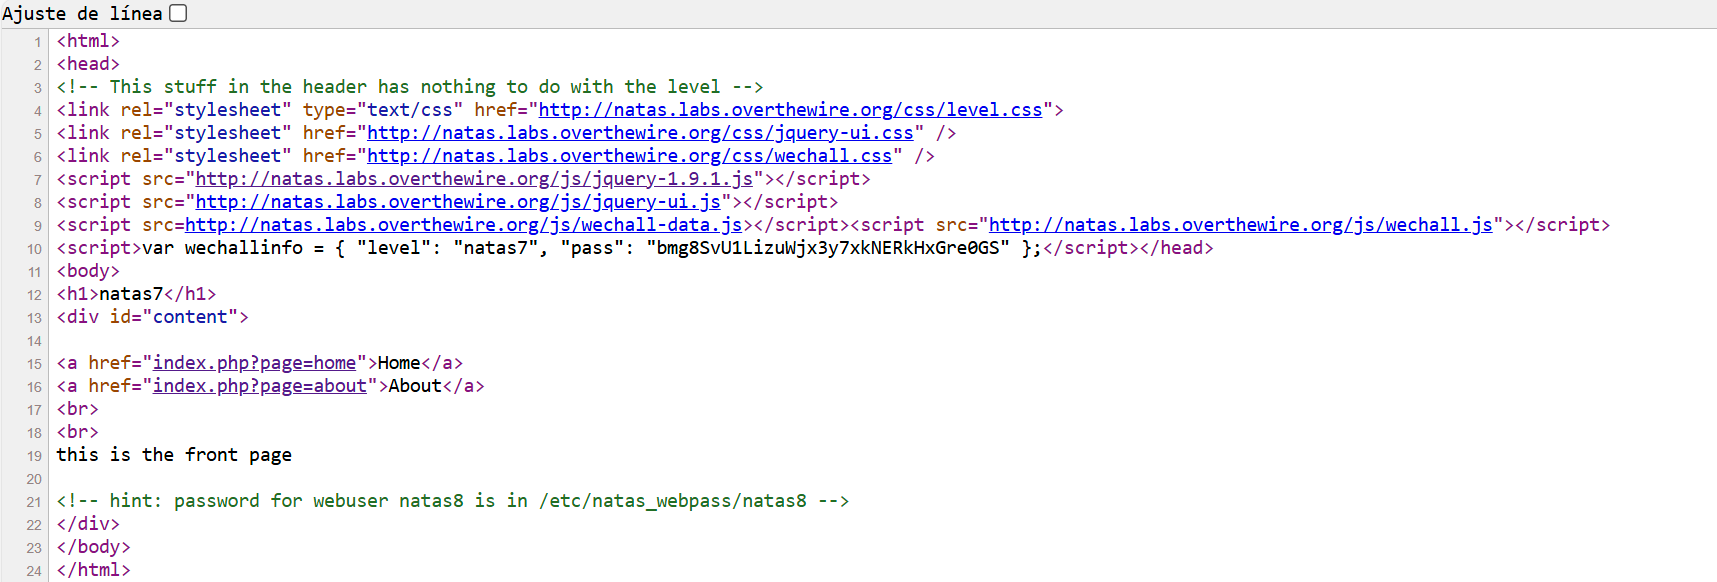 Ajuste de línea
1 <html>
2 <head>
3 <!-- This stuff in the header has nothing to do with the level -->
4 <link rel="stylesheet" type="text/css" href="http://natas.labs.overthewire.org/css/level.css">
5 <link rel="stylesheet" href="http://natas.labs.overthewire.org/css/jquery-ui.css" />
6 <link rel="stylesheet" href="http://natas.labs.overthewire.org/css/wechall.css" />
7 <script src="http://natas.labs.overthewire.org/js/jquery-1.9.1.js"></script>
8 <script src="http://natas.labs.overthewire.org/js/jquery-ui.js"></script>
9 <script src=http://natas.labs.overthewire.org/js/wechall-data.js></script><script src="http://natas.labs.overthewire.org/js/wechall.js"></script>
10 <script>var wechallinfo = { "level": "natas7", "pass": "bmg8SvU1LizuWjx3y7xkNERkHxGre0GS" };</script></head>
11 <body>
12 <h1>natas7</h1>
13 <div id="content">
14
15 <a href="index.php?page=home">Home</a>
16 <a href="index.php?page=about">About</a>
17 <br>
18 <br>
19 this is the front page
20
21 <!-- hint: password for webuser natas8 is in /etc/natas_webpass/natas8 -->
22 </div>
23 </body>
24 </html>